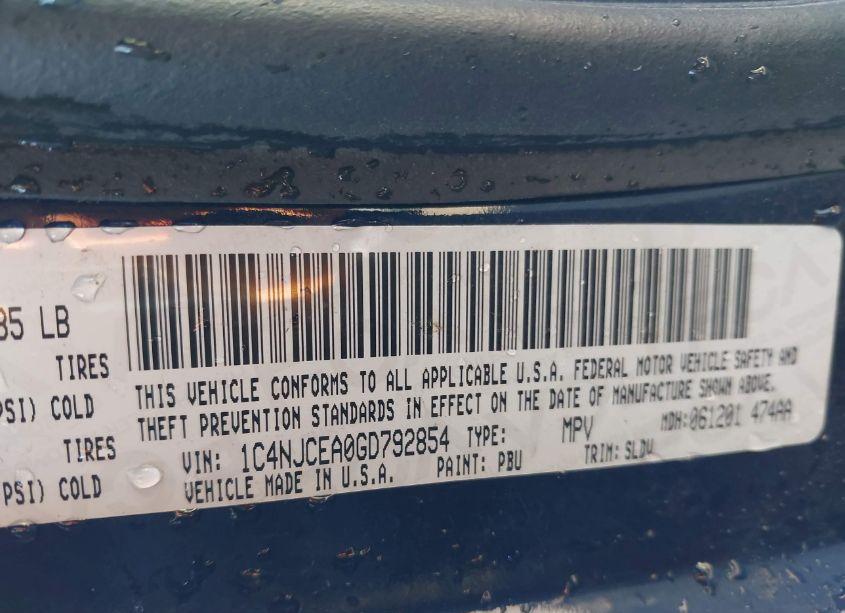 85 LB
TIRES
PSI) COLD
TIRES
PSI) COLD
THIS VEHICLE CONFORMS TO ALL APPLICABLE U.S.A. FEDERAL MOTOR VEHICLE SAFETY AND
THEFT PREVENTION STANDARDS IN EFFECT ON THE DATE OF MANUFACTURE SHOWN ABOVE.
VIN: 1C4NJCEA0GD792854 TYPE: MPV MDH:061201 474AA
VEHICLE MADE IN U.S.A. PAINT: PBU TRIM: SLDV